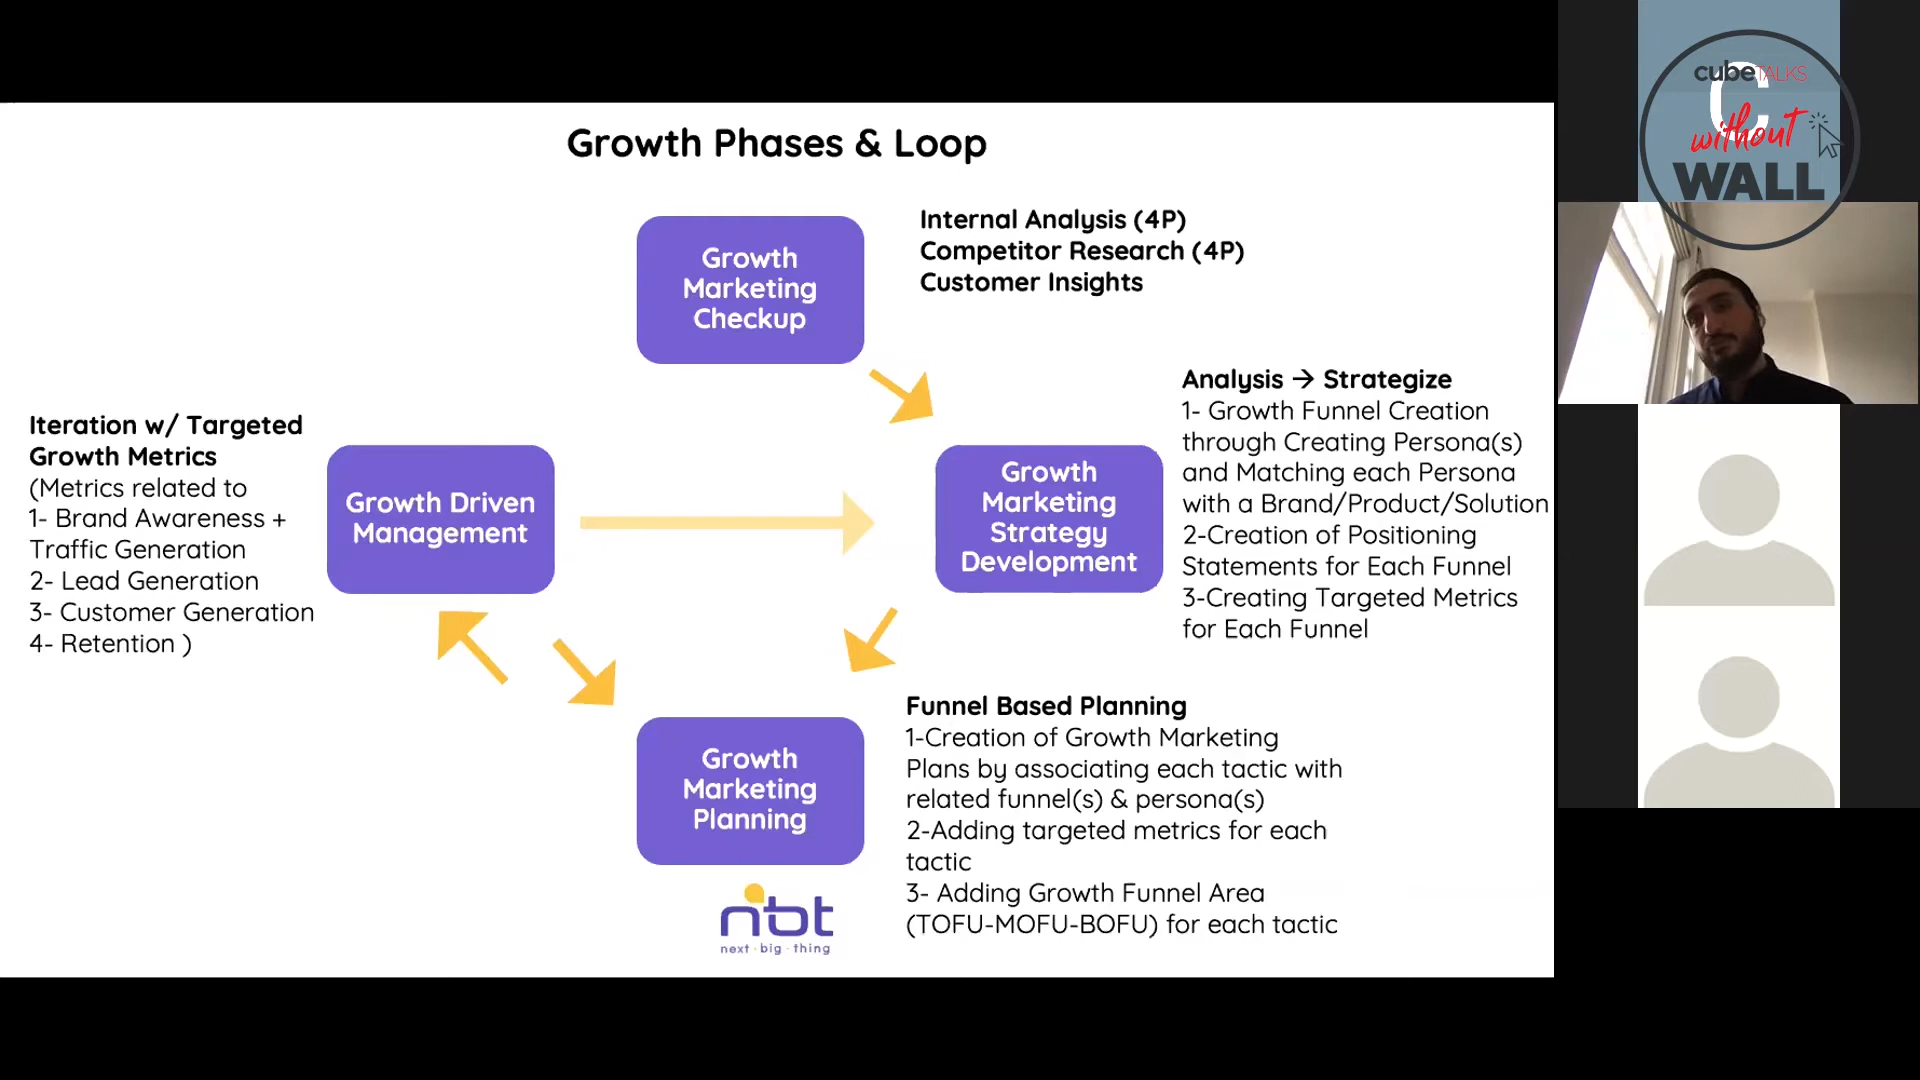 Growth Phases & Loop
Growth
Marketing
Checkup
Internal Analysis (4P)
Competitor Research (4P)
Customer Insights
Growth
Marketing
Strategy
Development
Analysis → Strategize
1- Growth Funnel Creation
through Creating Persona(s)
and Matching each Persona
with a Brand/Product/Solution
2-Creation of Positioning
Statements for Each Funnel
3-Creating Targeted Metrics
for Each Funnel
Growth
Marketing
Planning
Funnel Based Planning
1-Creation of Growth Marketing
Plans by associating each tactic with
related funnel(s) & persona(s)
2-Adding targeted metrics for each
tactic
3- Adding Growth Funnel Area
(TOFU-MOFU-BOFU) for each tactic
Growth Driven
Management
Iteration w/ Targeted
Growth Metrics
(Metrics related to
1- Brand Awareness +
Traffic Generation
2- Lead Generation
3- Customer Generation
4- Retention )
nbt
next · big · thing
cubeTALKS
C
without
WALL